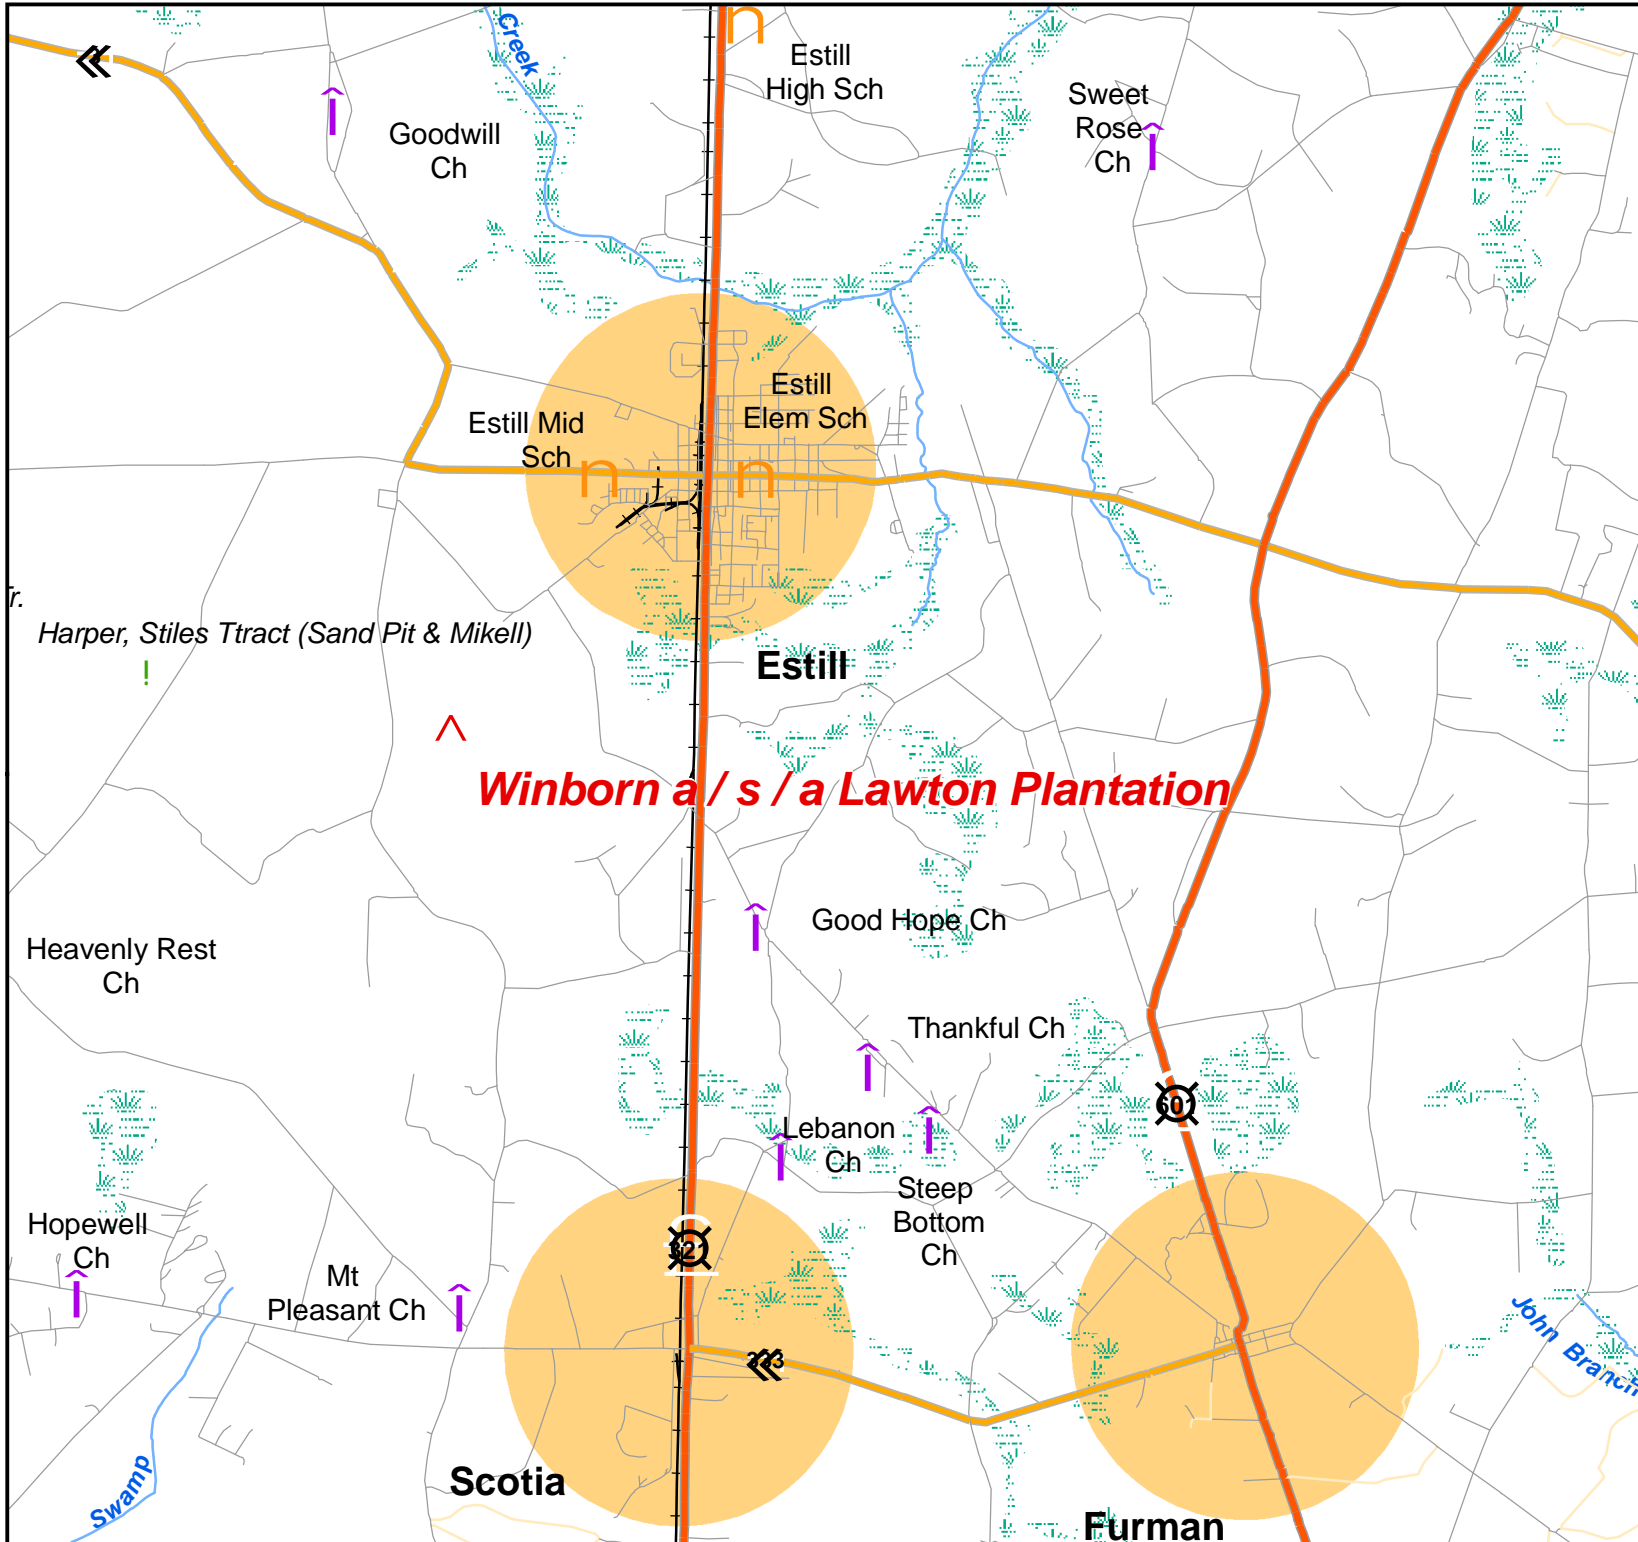 Creek
Estill
High Sch
Sweet
Rose
Ch
Goodwill
Ch
Estill
Elem Sch
Estill Mid
Sch
r.
Harper, Stiles Ttract (Sand Pit & Mikell)
Estill
Winborn a / s / a Lawton Plantation
Good Hope Ch
Heavenly Rest
Ch
Thankful Ch
601
Lebanon
Ch
Steep
Bottom
Ch
Hopewell
Ch
321
Mt
Pleasant Ch
John Branch
333
Scotia
Swamp
Furman